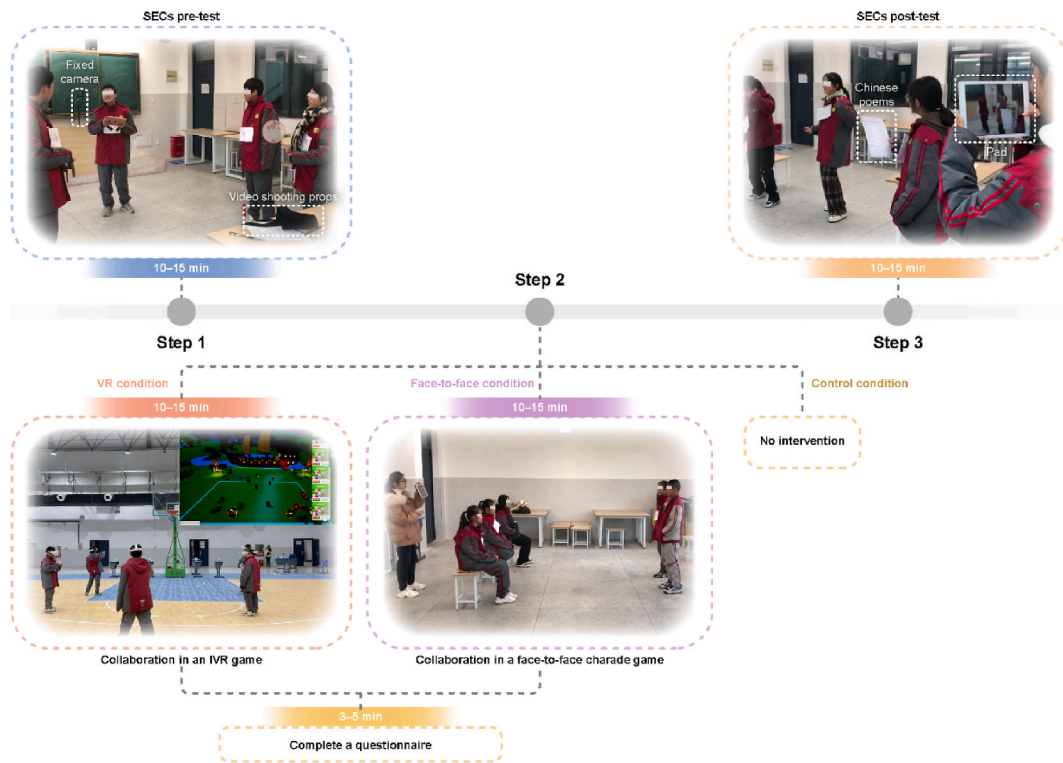 SECs pre-test
SECs post-test
Fixed
camera
Video shooting props
Chinese
poems
Pad
10–15 min
10–15 min
Step 2
Step 1
Step 3
VR condition
Face-to-face condition
Control condition
10–15 min
10–15 min
No intervention
Collaboration in an IVR game
Collaboration in a face-to-face charade game
3–5 min
Complete a questionnaire